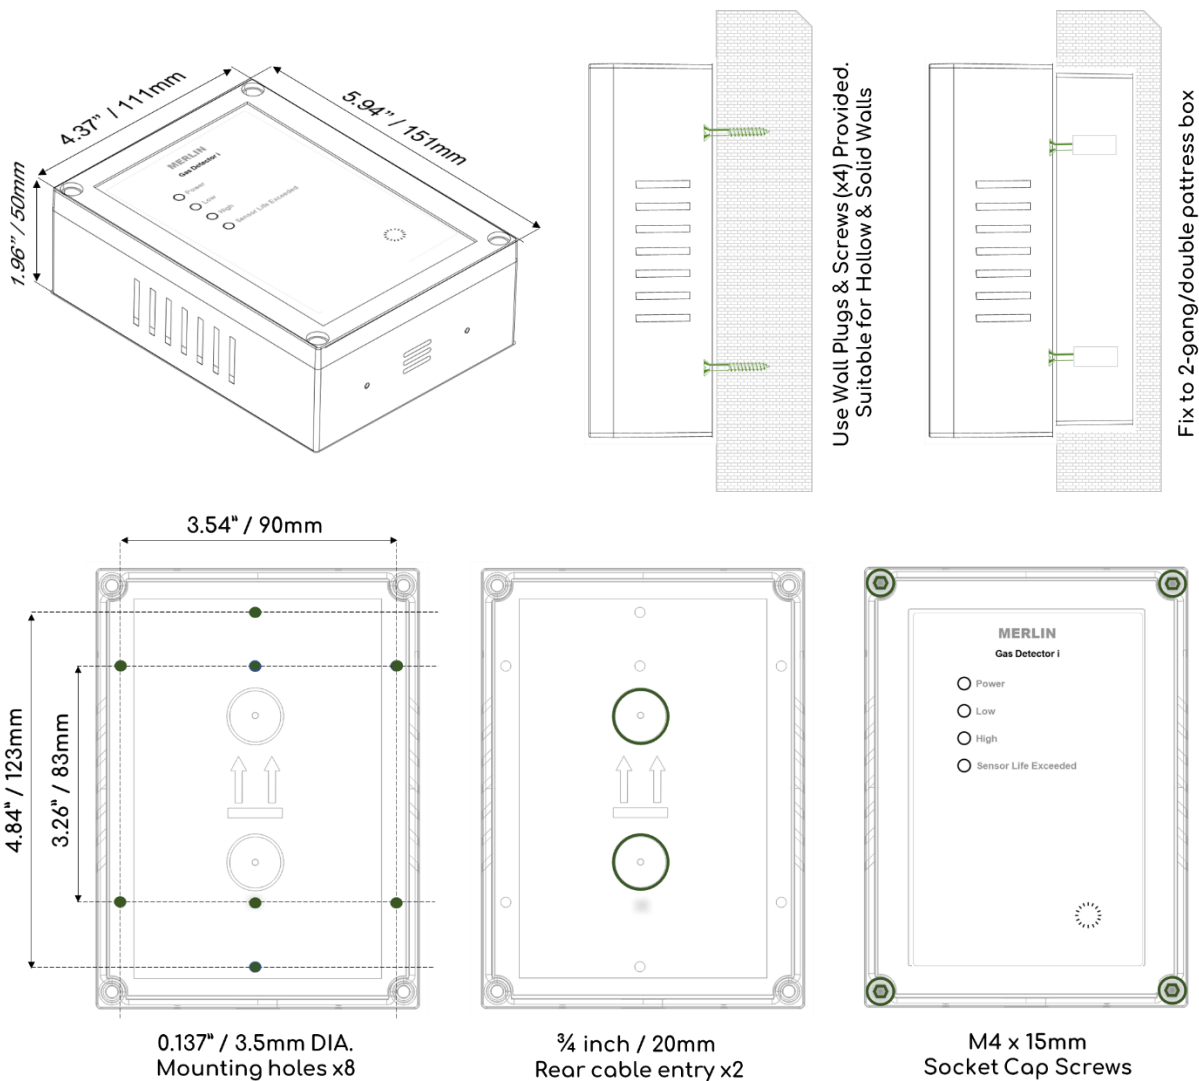 4.37" / 111mm
5.94" / 151mm
1.96" / 50mm
MERLIN
Gas Detector i
Power
Low
High
Sensor Life Exceeded
Use Wall Plugs & Screws (x4) Provided.
Suitable for Hollow & Solid Walls
Fix to 2-gang/double pattress box
3.54" / 90mm
4.84" / 123mm
3.26" / 83mm
0.137" / 3.5mm DIA.
Mounting holes x8
¾ inch / 20mm
Rear cable entry x2
MERLIN
Gas Detector i
Power
Low
High
Sensor Life Exceeded
M4 x 15mm
Socket Cap Screws